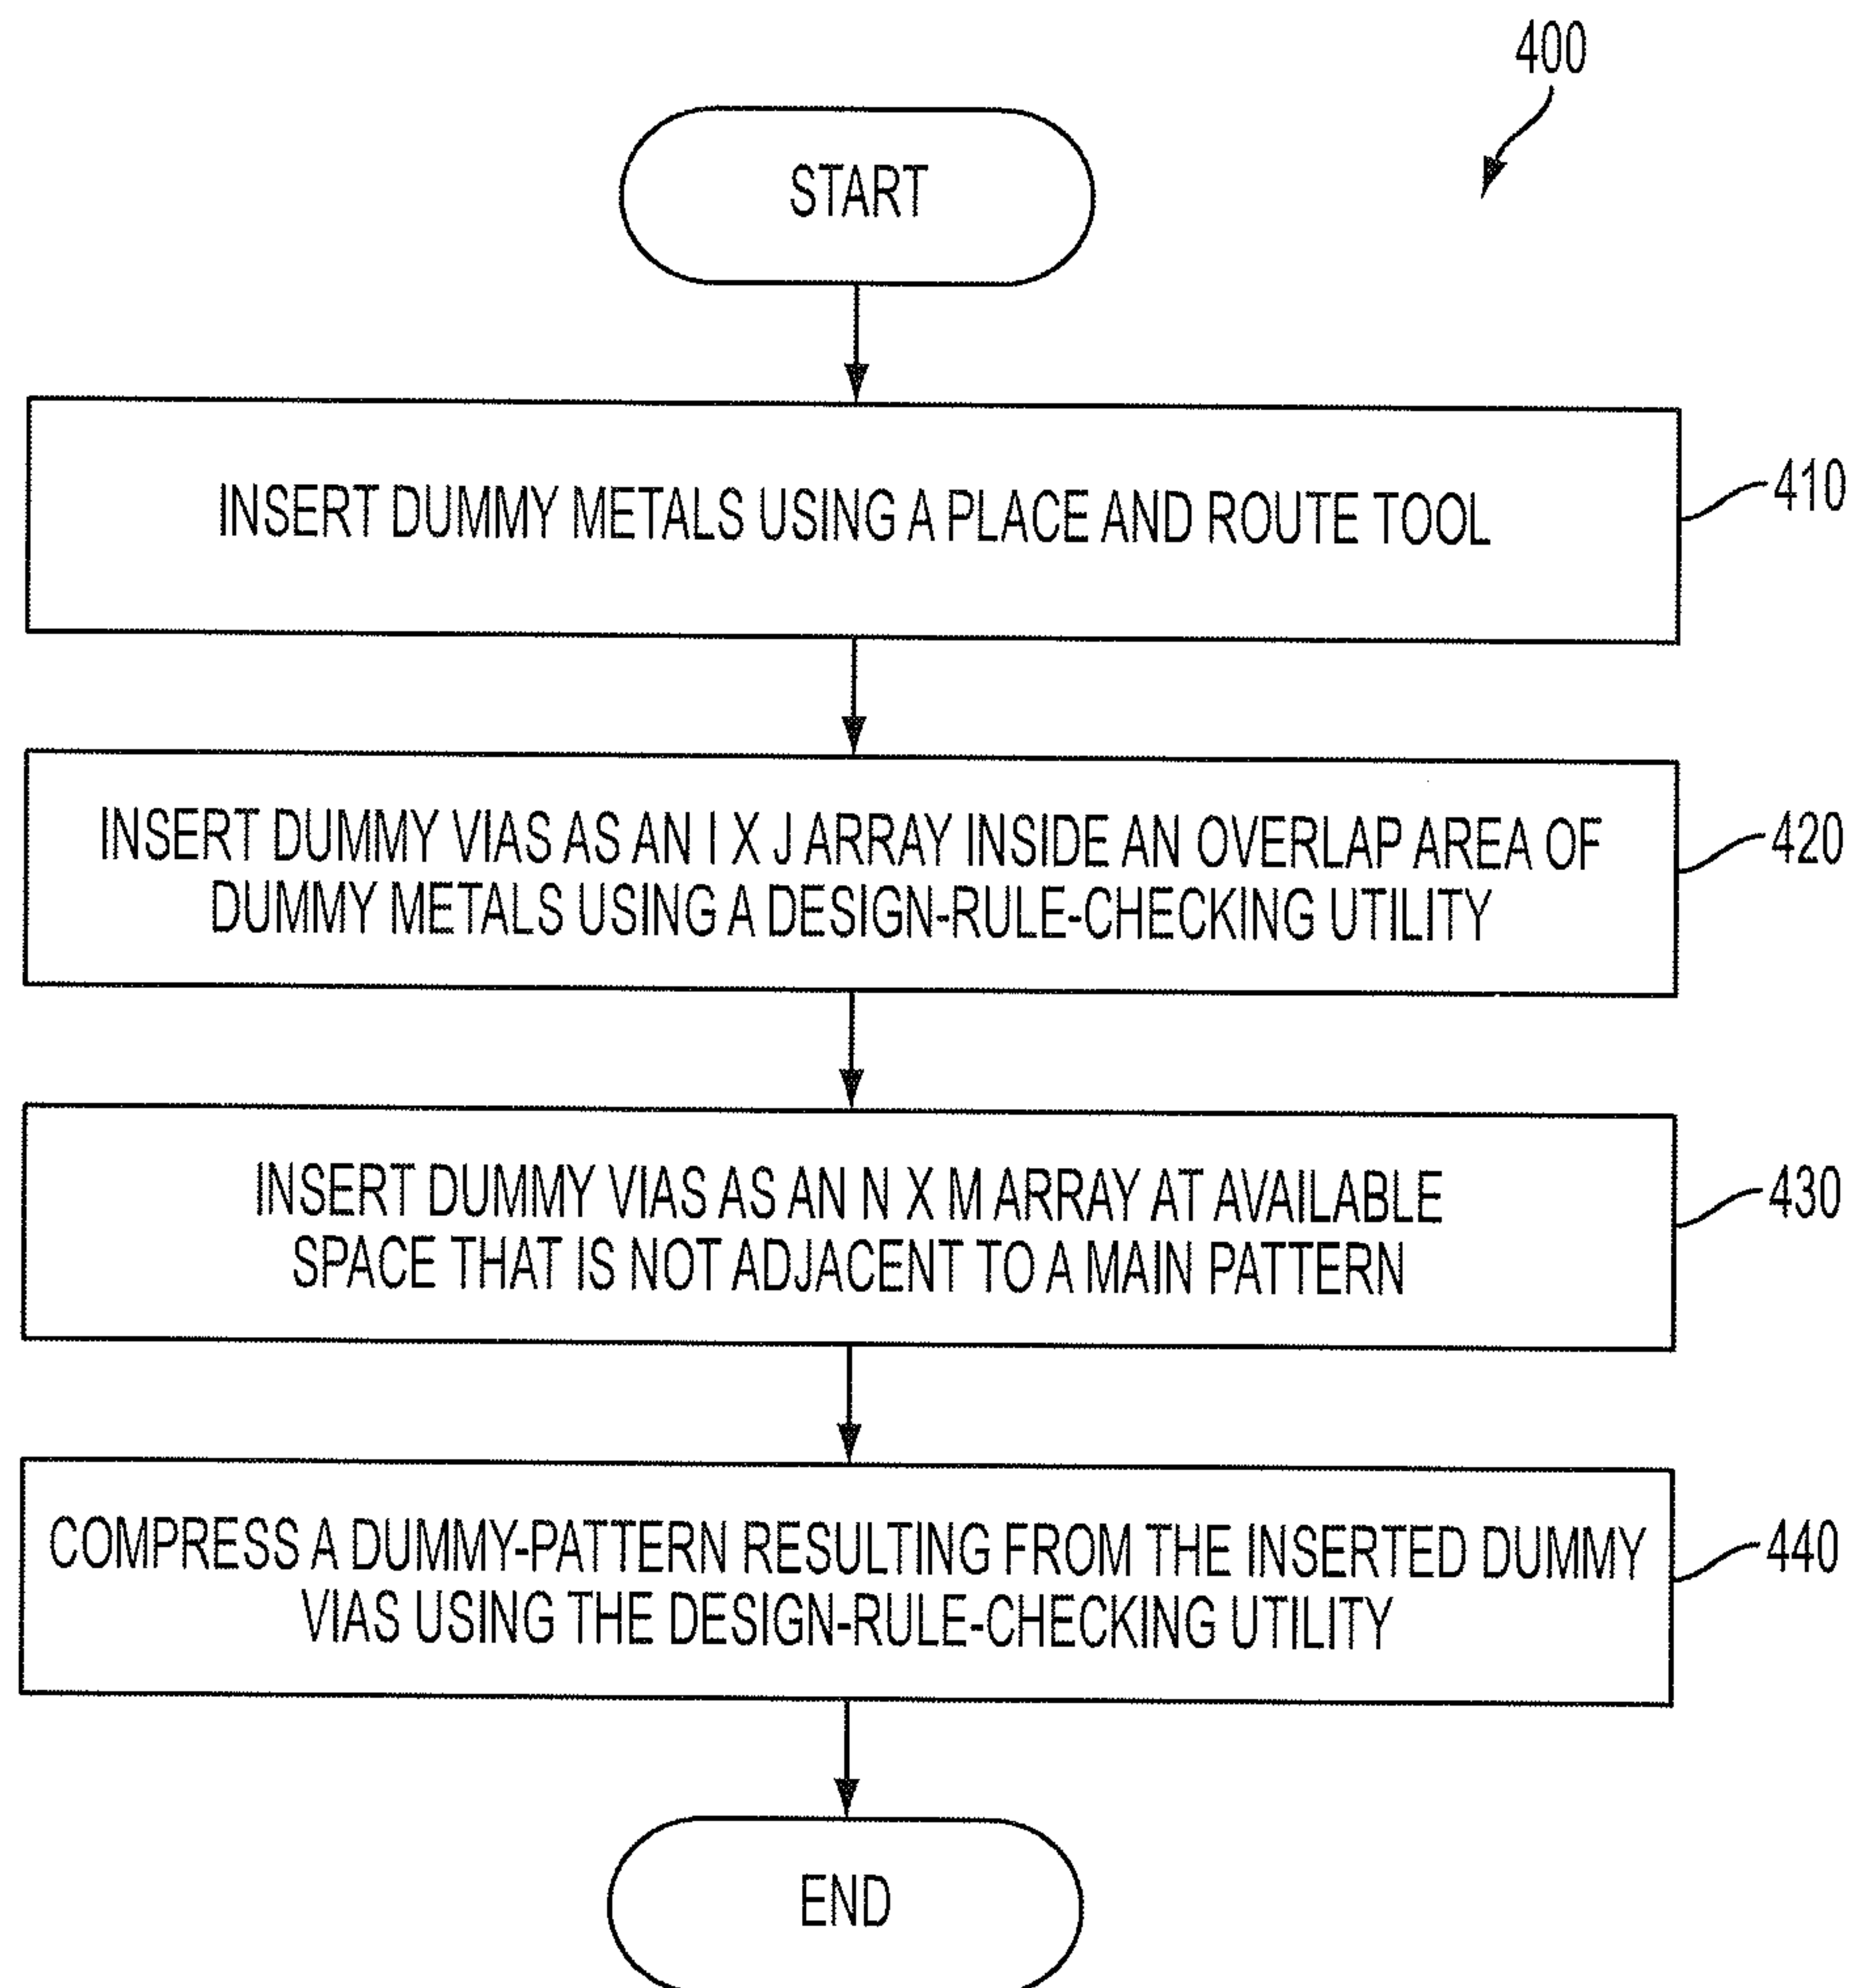 400
START
INSERT DUMMY METALS USING A PLACE AND ROUTE TOOL
410
INSERT DUMMY VIAS AS AN I X J ARRAY INSIDE AN OVERLAP AREA OF
DUMMY METALS USING A DESIGN-RULE-CHECKING UTILITY
420
INSERT DUMMY VIAS AS AN N X M ARRAY AT AVAILABLE
SPACE THAT IS NOT ADJACENT TO A MAIN PATTERN
430
COMPRESS A DUMMY-PATTERN RESULTING FROM THE INSERTED DUMMY
VIAS USING THE DESIGN-RULE-CHECKING UTILITY
440
END